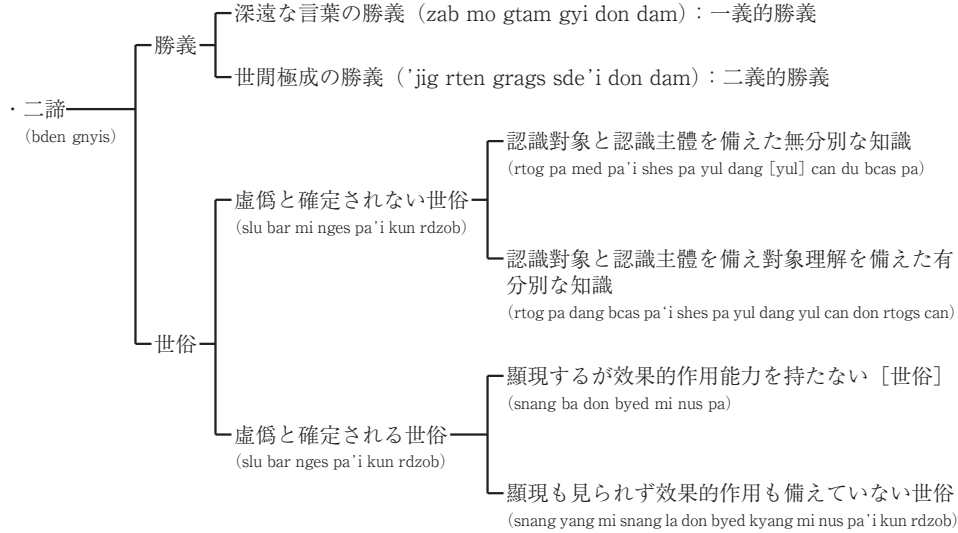 ・二諦
(bden gnyis)
勝義
深遠な言葉の勝義（zab mo gtam gyi don dam）：一義的勝義
世閒極成の勝義（’jig rten grags sde’i don dam）：二義的勝義
世俗
虛僞と確定されない世俗
(slu bar mi nges pa’i kun rdzob)
認識對象と認識主體を備えた無分別な知識
(rtog pa med pa’i shes pa yul dang［yul］can du bcas pa)
認識對象と認識主體を備え對象理解を備えた有
分別な知識
(rtog pa dang bcas pa‘i shes pa yul dang yul can don rtogs can)
虛僞と確定される世俗
(slu bar nges pa’i kun rdzob)
顯現するが效果的作用能力を持たない［世俗］
(snang ba don byed mi nus pa)
顯現も見られず效果的作用も備えていない世俗
(snang yang mi snang la don byed kyang mi nus pa’i kun rdzob)